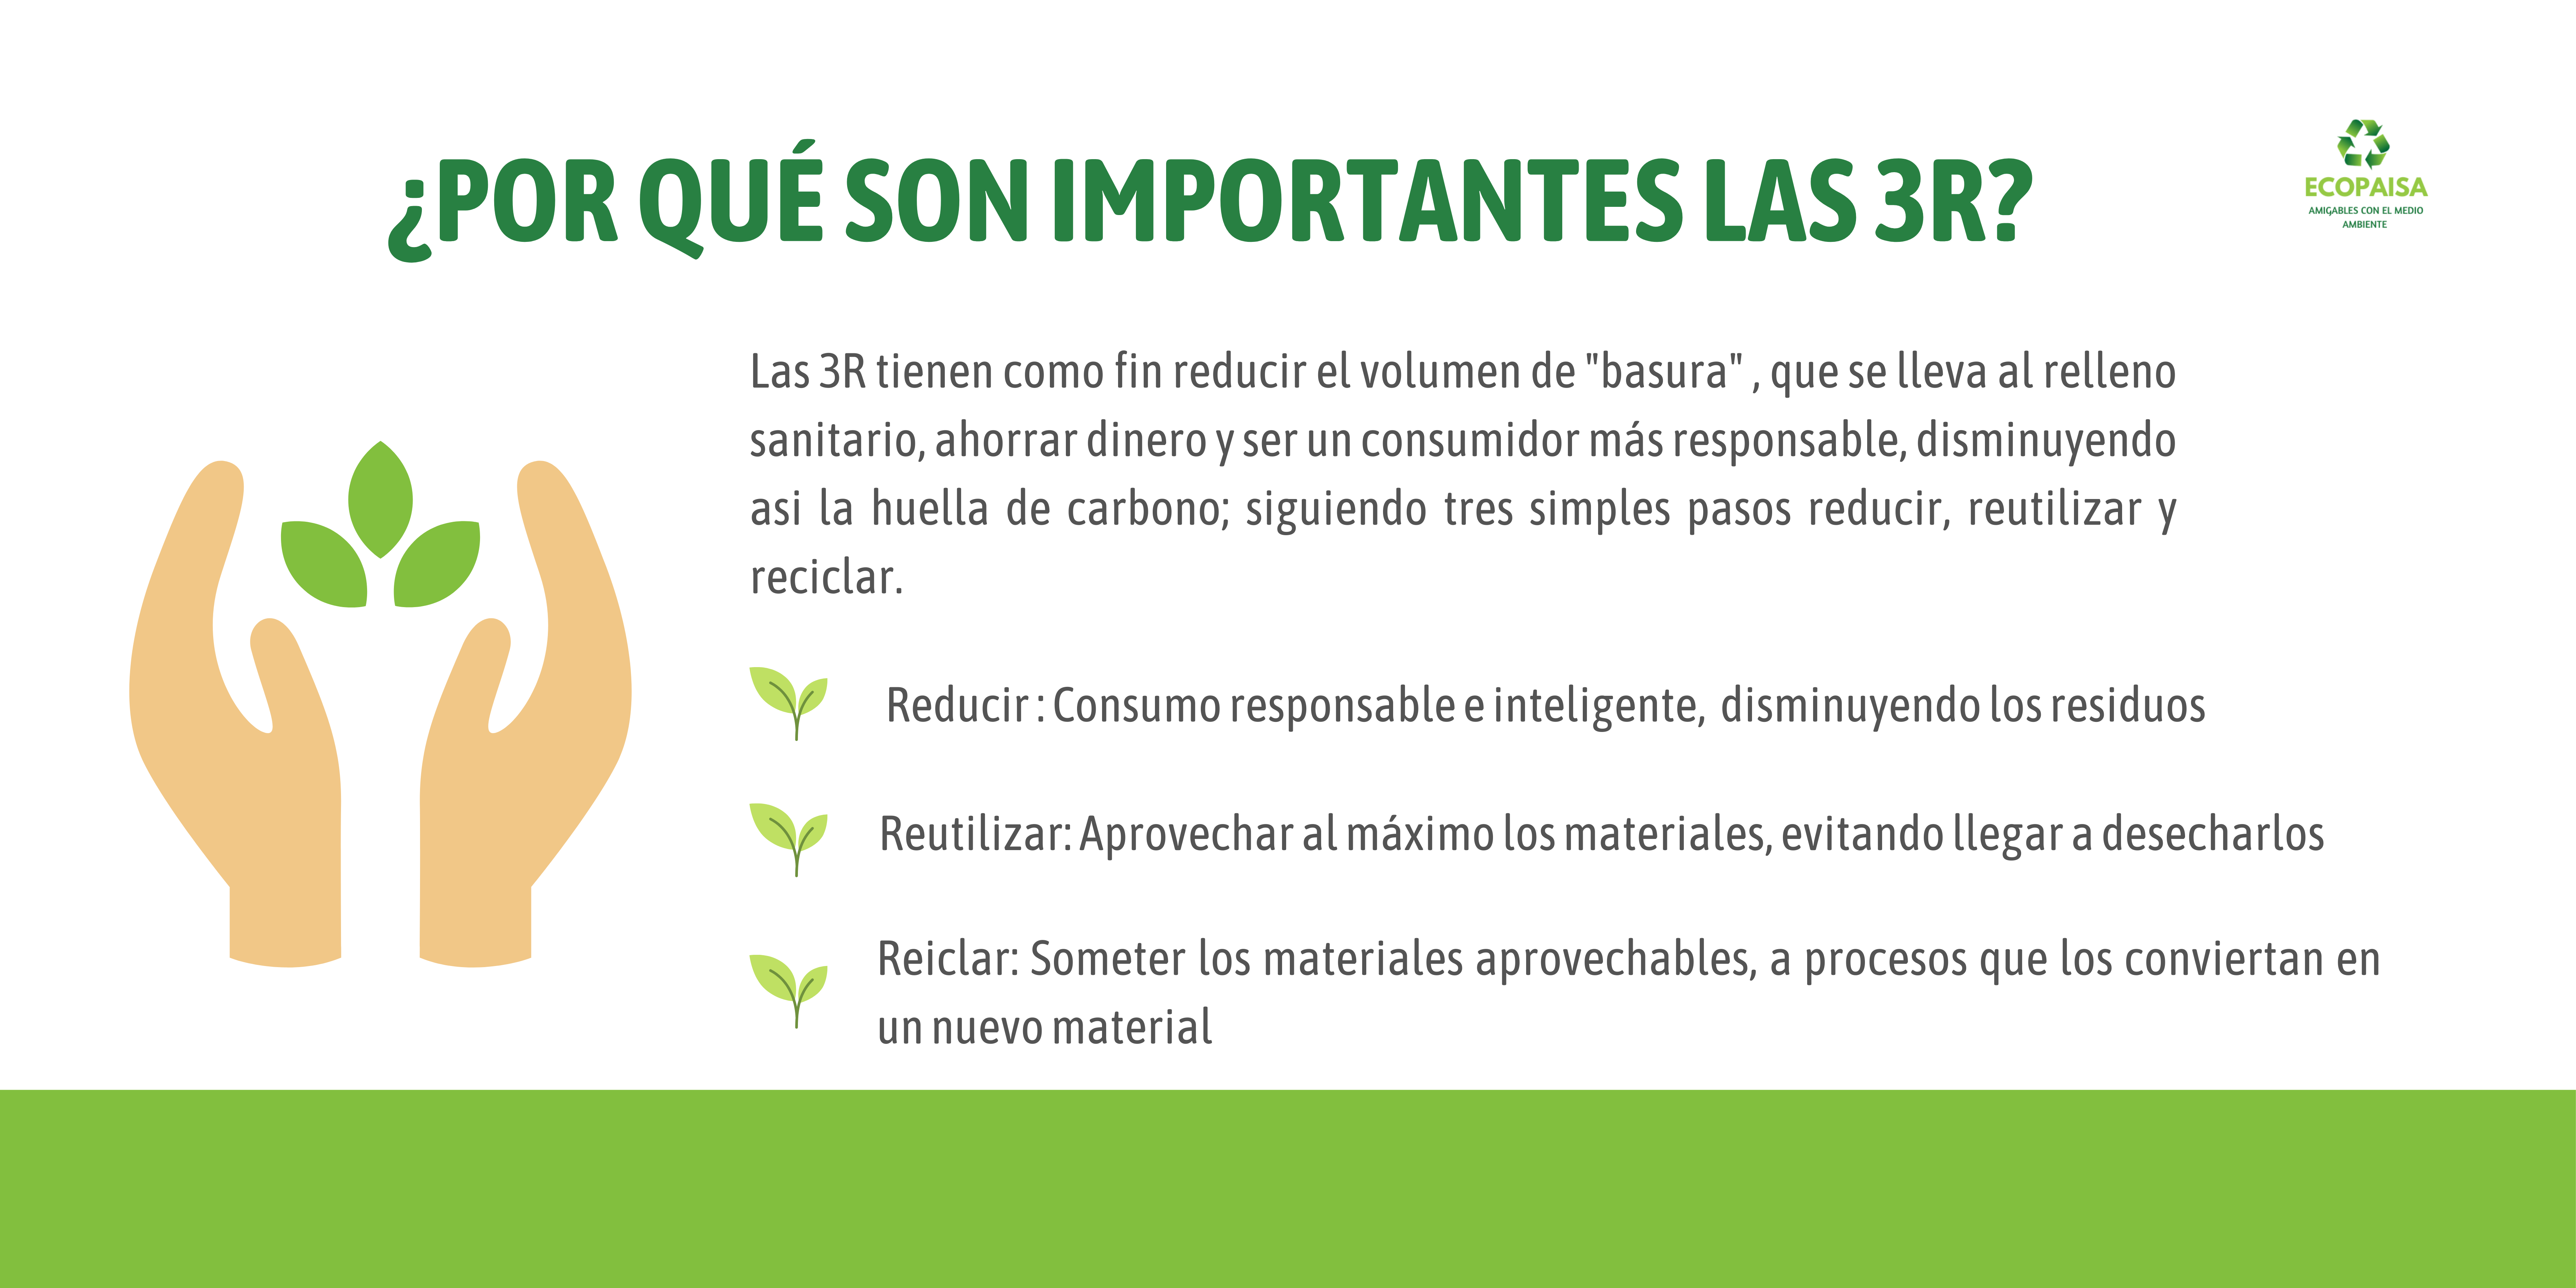 ¿POR QUÉ SON IMPORTANTES LAS 3R?
ECOPAISA
AMIGABLES CON EL MEDIO
AMBIENTE
Las 3R tienen como fin reducir el volumen de "basura" , que se lleva al relleno
sanitario, ahorrar dinero y ser un consumidor más responsable, disminuyendo
asi la huella de carbono; siguiendo tres simples pasos reducir, reutilizar y
reciclar.
Reducir : Consumo responsable e inteligente, disminuyendo los residuos
Reutilizar: Aprovechar al máximo los materiales, evitando llegar a desecharlos
Reiclar: Someter los materiales aprovechables, a procesos que los conviertan en
un nuevo material